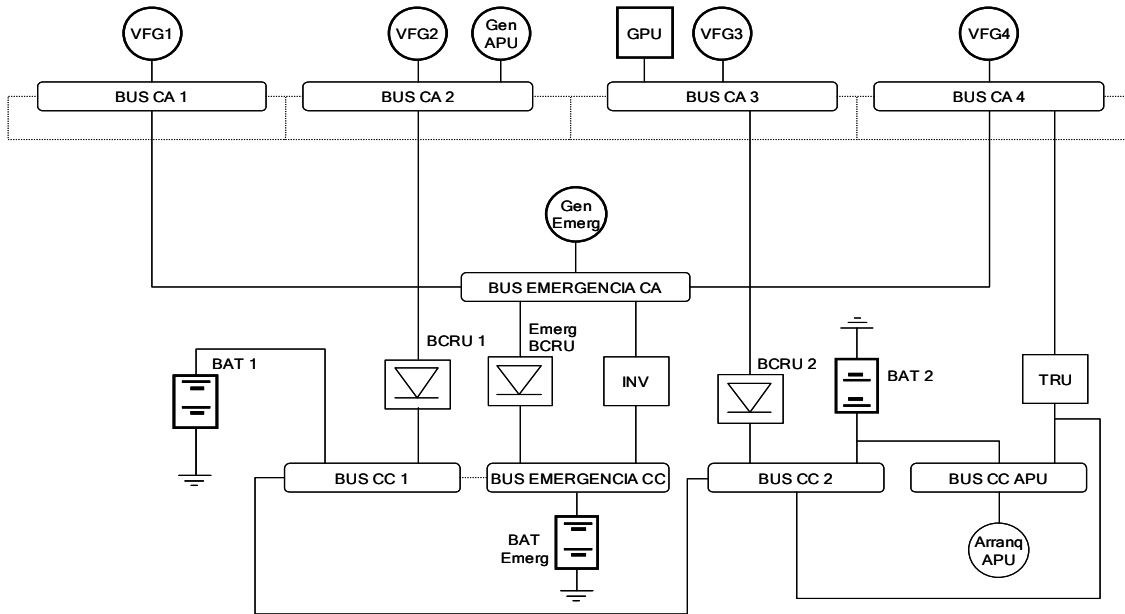 VFG1
VFG2
Gen
APU
GPU
VFG3
VFG4
BUS CA 1
BUS CA 2
BUS CA 3
BUS CA 4
Gen
Emerg
BUS EMERGENCIA CA
BAT 1
BCRU 1
Emerg
BCRU
INV
BCRU 2
BAT 2
TRU
BUS CC 1
BUS EMERGENCIA CC
BUS CC 2
BUS CC APU
BAT
Emerg
Arranq
APU